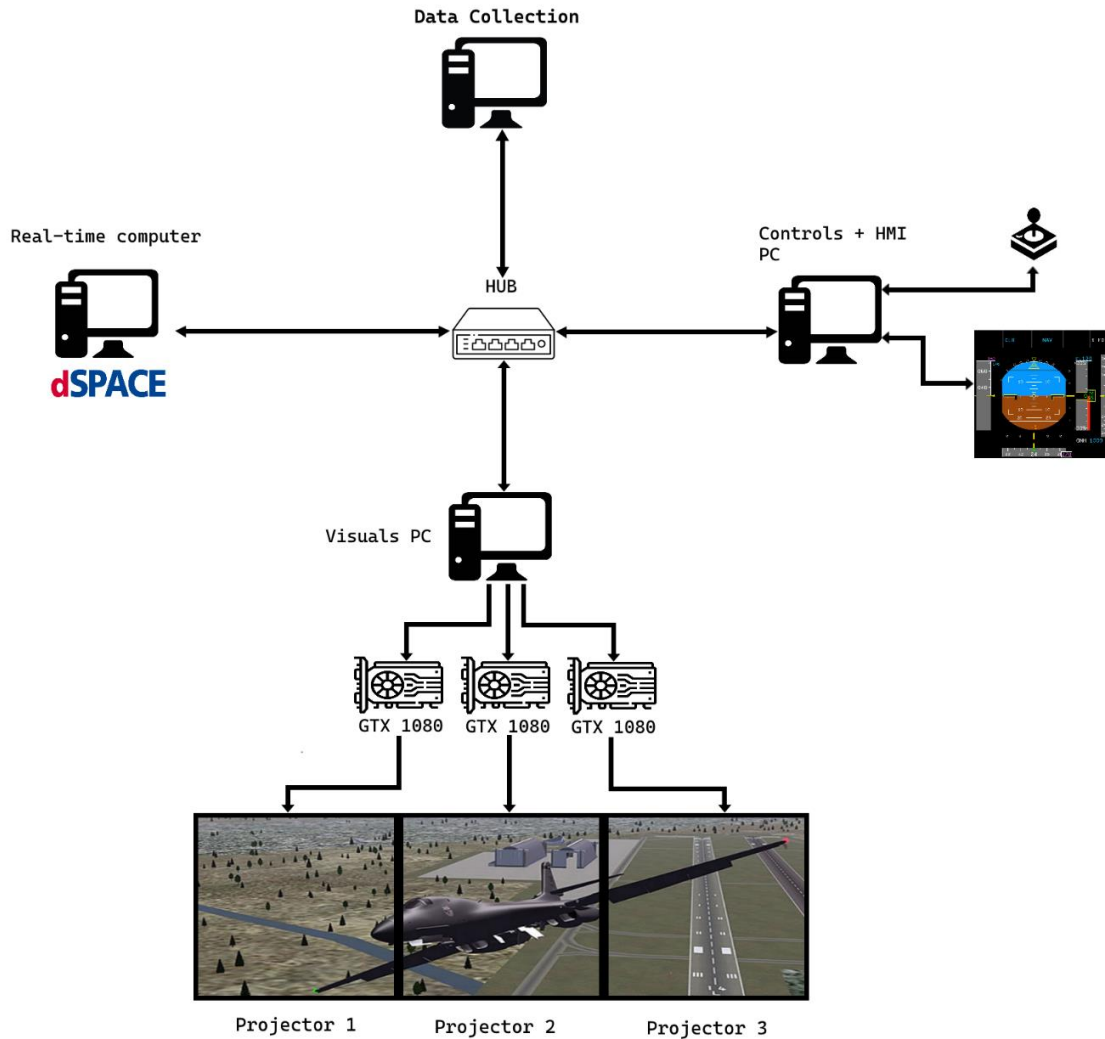 Data Collection
Real-time computer
dSPACE
HUB
Controls + HMI
PC
NAV
Visuals PC
GTX 1080
GTX 1080
GTX 1080
Projector 1
Projector 2
Projector 3